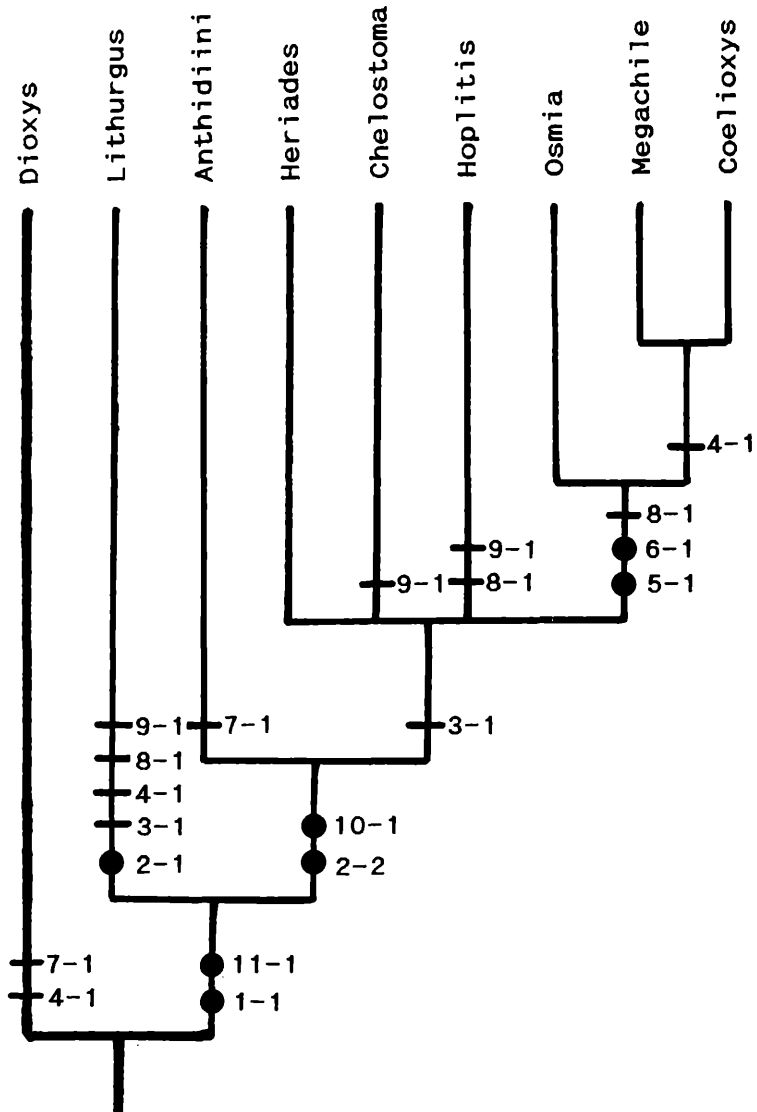 Dioxys
Lithurgus
Anthidiini
Heriades
Chelostoma
Hoplitis
Osmia
Megachile
Coelioxys
4-1
8-1
9-1
6-1
9-1
8-1
5-1
9-1
7-1
3-1
8-1
4-1
3-1
10-1
2-1
2-2
7-1
11-1
4-1
1-1